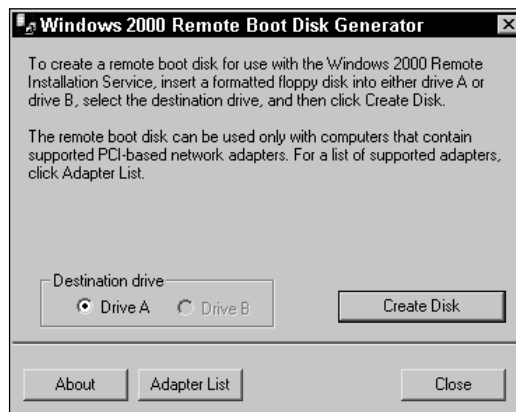 Windows 2000 Remote Boot Disk Generator
To create a remote boot disk for use with the Windows 2000 Remote
Installation Service, insert a formatted floppy disk into either drive A or
drive B, select the destination drive, and then click Create Disk.
The remote boot disk can be used only with computers that contain
supported PCI-based network adapters. For a list of supported adapters,
click Adapter List.
Destination drive
Drive A Drive B
Create Disk
About Adapter List Close